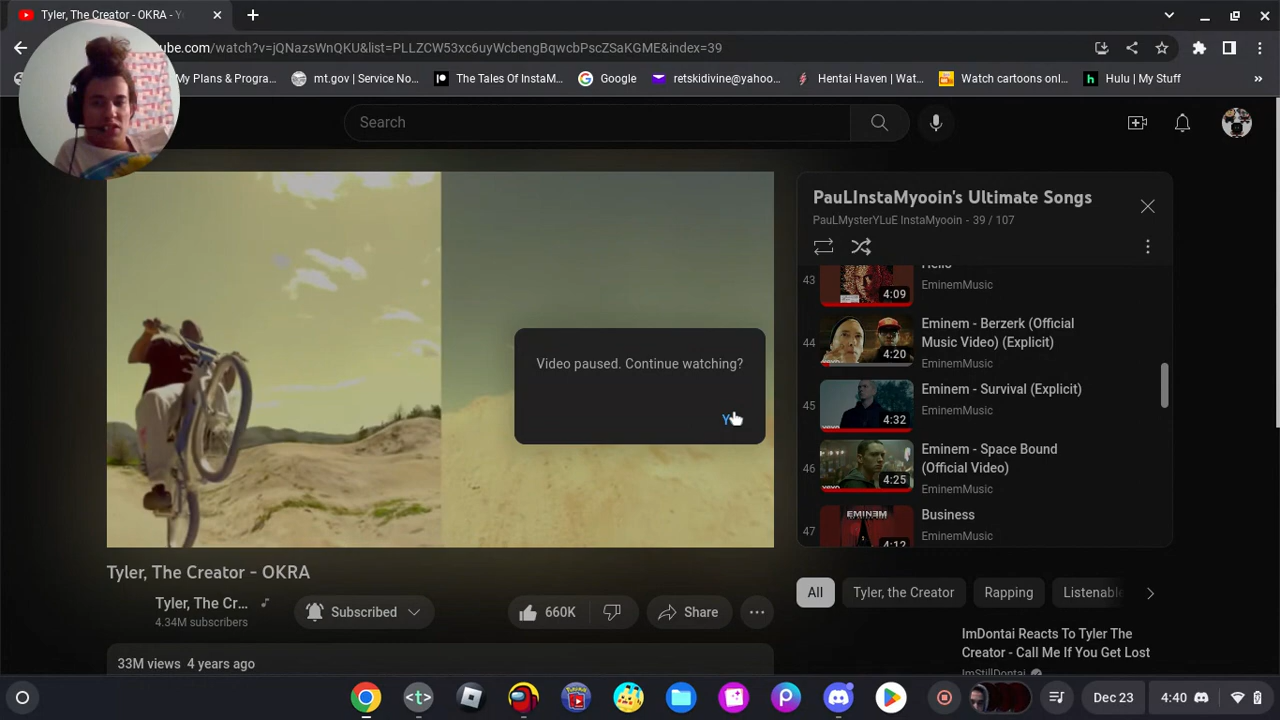 Tyler, The Creator - OKRA - Y
ube.com/watch?v=jQNazsWnQKU&list=PLLZCW53xc6uyWcbengBqwcbPscZSaKGME&index=39
My Plans & Progra...
mt.gov | Service No...
The Tales Of InstaM...
Google
retskidivine@yahoo...
Hentai Haven | Wat...
Watch cartoons onl...
Hulu | My Stuff
»
Search
PauLInstaMyooin's Ultimate Songs
PauLMysterYLuE InstaMyooin - 39 / 107
43
Hello
4:09
EminemMusic
44
4:20
Eminem - Berzerk (Official
Music Video) (Explicit)
EminemMusic
45
4:32
Eminem - Survival (Explicit)
EminemMusic
46
4:25
Eminem - Space Bound
(Official Video)
EminemMusic
47
EMINEM
4:12
Business
EminemMusic
Video paused. Continue watching?
Y
Tyler, The Creator - OKRA
Tyler, The Cr...
4.34M subscribers
Subscribed
660K
Share
33M views 4 years ago
All
Tyler, the Creator
Rapping
Listenable
ImDontai Reacts To Tyler The
Creator - Call Me If You Get Lost
ImStillDontai
Dec 23
4:40